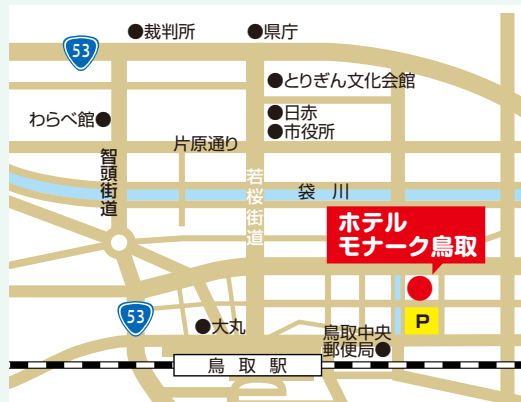 ●裁判所
●県庁
53
●とりぎん文化会館
わらべ館●
●日赤
●市役所
片原通り
智頭街道
若桜街道
袋川
ホテル
モナーク鳥取
53
●大丸
P
鳥取中央
郵便局●
鳥取駅